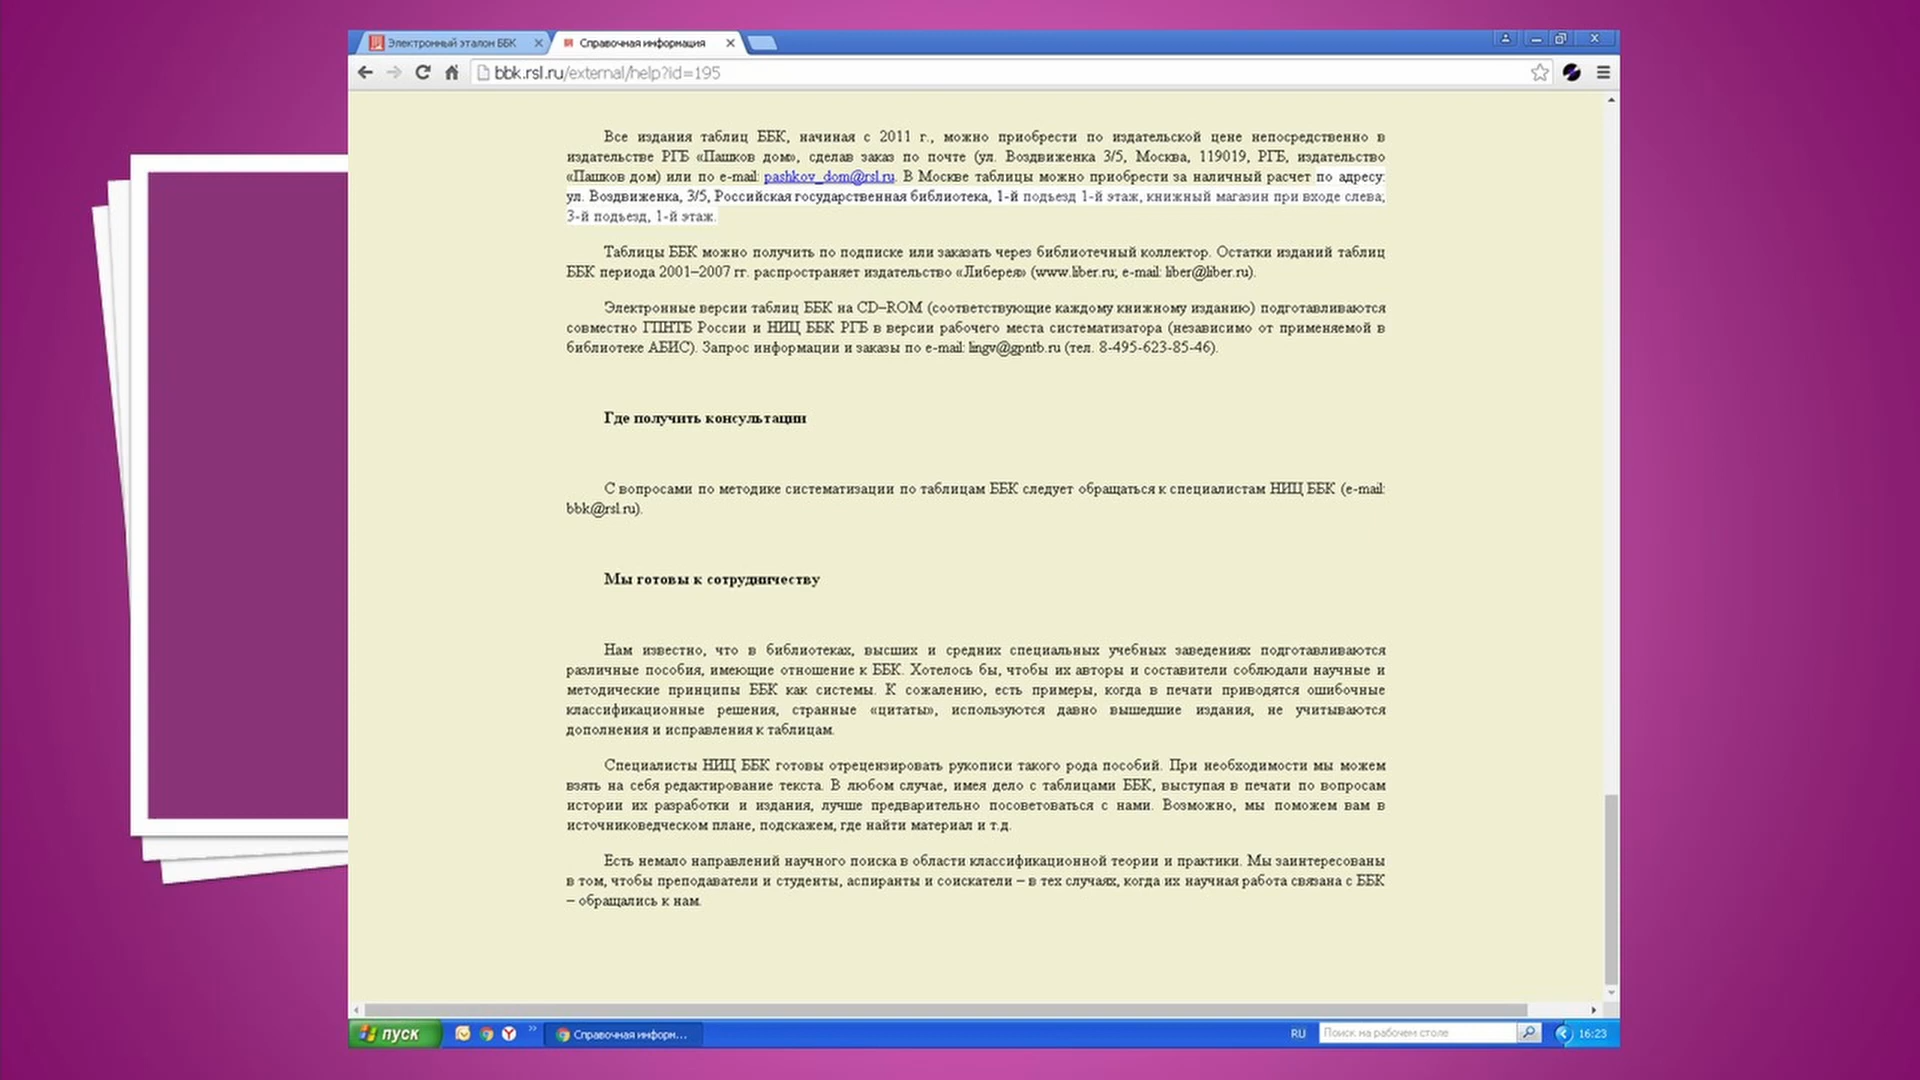 Электронный эталон ББК
Справочная информация
bbk.rsl.ru/external/help?id=195
Все издания таблиц ББК, начиная с 2011 г., можно приобрести по издательской цене непосредственно в
издательстве РГБ «Пашков дом», сделав заказ по почте (ул. Воздвиженка 3/5, Москва, 119019, РГБ, издательство
«Пашков дом) или по e-mail: pashkov_dom@rsl.ru. В Москве таблицы можно приобрести за наличный расчет по адресу:
ул. Воздвиженка, 3/5, Российская государственная библиотека, 1-й подъезд 1-й этаж, книжный магазин при входе слева;
3-й подъезд, 1-й этаж.
Таблицы ББК можно получить по подписке или заказать через библиотечный коллектор. Остатки изданий таблиц
ББК периода 2001–2007 гг. распространяет издательство «Либерея» (www.liber.ru; e-mail: liber@liber.ru).
Электронные версии таблиц ББК на CD–ROM (соответствующие каждому книжному изданию) подготавливаются
совместно ГПНТБ России и НИЦ ББК РГБ в версии рабочего места систематизатора (независимо от применяемой в
библиотеке АБИС). Запрос информации и заказы по e-mail: lingv@gpntb.ru (тел. 8-495-623-85-46).
Где получить консультации
С вопросами по методике систематизации по таблицам ББК следует обращаться к специалистам НИЦ ББК (e-mail:
bbk@rsl.ru).
Мы готовы к сотрудничеству
Нам известно, что в библиотеках, высших и средних специальных учебных заведениях подготавливаются
различные пособия, имеющие отношение к ББК. Хотелось бы, чтобы их авторы и составители соблюдали научные и
методические принципы ББК как системы. К сожалению, есть примеры, когда в печати приводятся ошибочные
классификационные решения, странные «цитаты», используются давно вышедшие издания, не учитываются
дополнения и исправления к таблицам.
Специалисты НИЦ ББК готовы отрецензировать рукописи такого рода пособий. При необходимости мы можем
взять на себя редактирование текста. В любом случае, имея дело с таблицами ББК, выступая в печати по вопросам
истории их разработки и издания, лучше предварительно посоветоваться с нами. Возможно, мы поможем вам в
источниковедческом плане, подскажем, где найти материал и т.д.
Есть немало направлений научного поиска в области классификационной теории и практики. Мы заинтересованы
в том, чтобы преподаватели и студенты, аспиранты и соискатели – в тех случаях, когда их научная работа связана с ББК
– обращались к нам.
пуск
Справочная информ...
RU
Поиск на рабочем столе
16:23